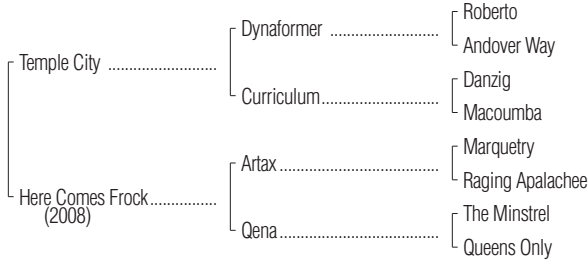 Roberto
Dynaformer
Andover Way
Temple City
Danzig
Curriculum
Macoumba
Marquetry
Artax
Raging Apalachee
Here Comes Frock
(2008)
The Minstrel
Qena
Queens Only